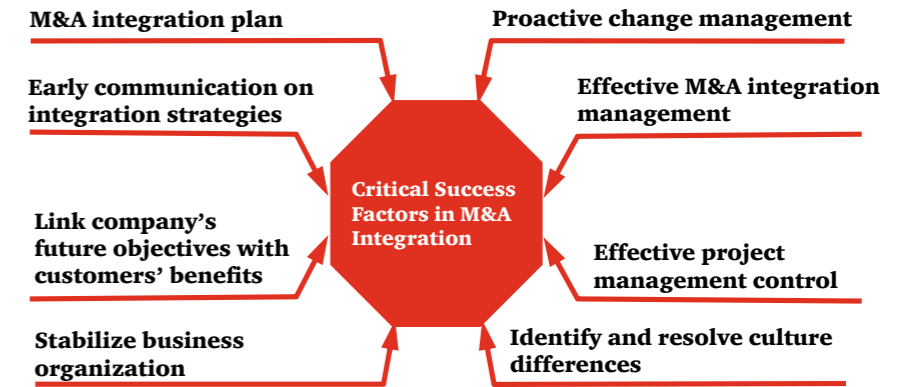 M&A integration plan
Proactive change management
Early communication on
integration strategies
Effective M&A integration
management
Critical Success
Factors in M&A
Integration
Link company’s
future objectives with
customers’ benefits
Effective project
management control
Stabilize business
organization
Identify and resolve culture
differences